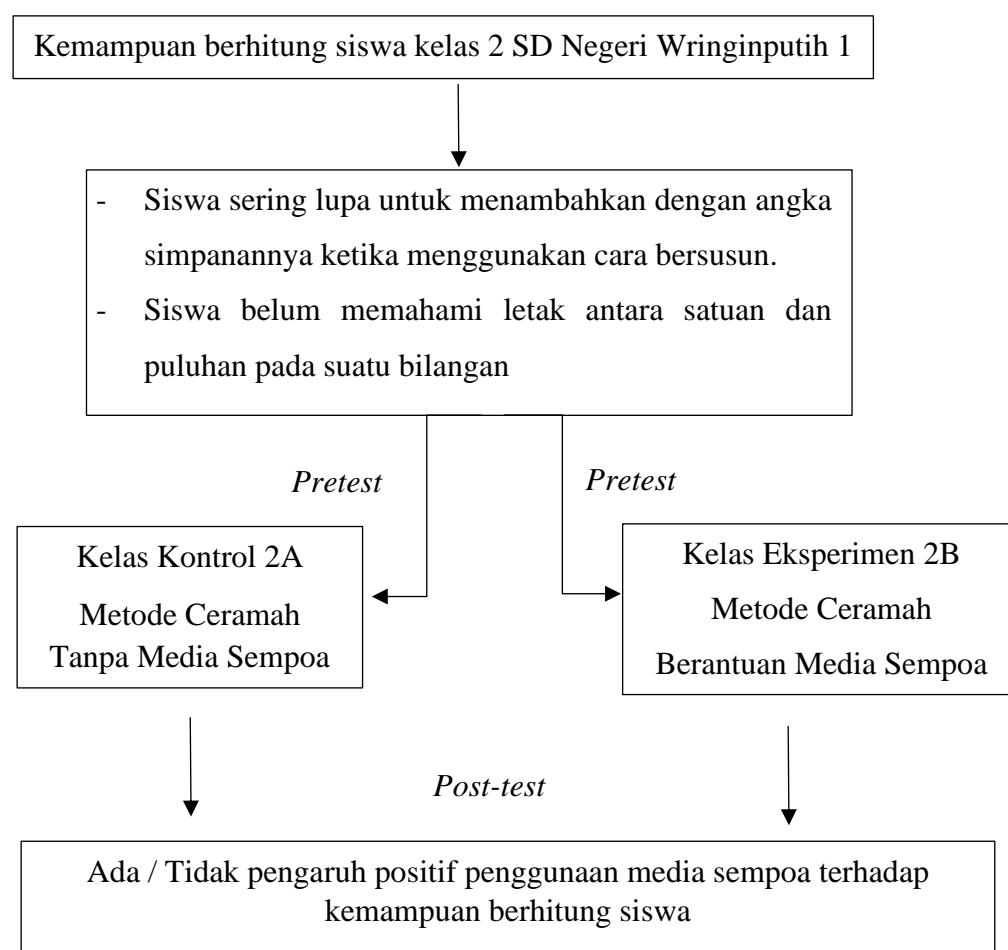 Kemampuan berhitung siswa kelas 2 SD Negeri Wringinputih 1
- Siswa sering lupa untuk menambahkan dengan angka
simpanannya ketika menggunakan cara bersusun.
- Siswa belum memahami letak antara satuan dan
puluhan pada suatu bilangan
Pretest
Pretest
Kelas Kontrol 2A
Metode Ceramah
Tanpa Media Sempoa
Kelas Eksperimen 2B
Metode Ceramah
Berantuan Media Sempoa
Post-test
Ada / Tidak pengaruh positif penggunaan media sempoa terhadap
kemampuan berhitung siswa